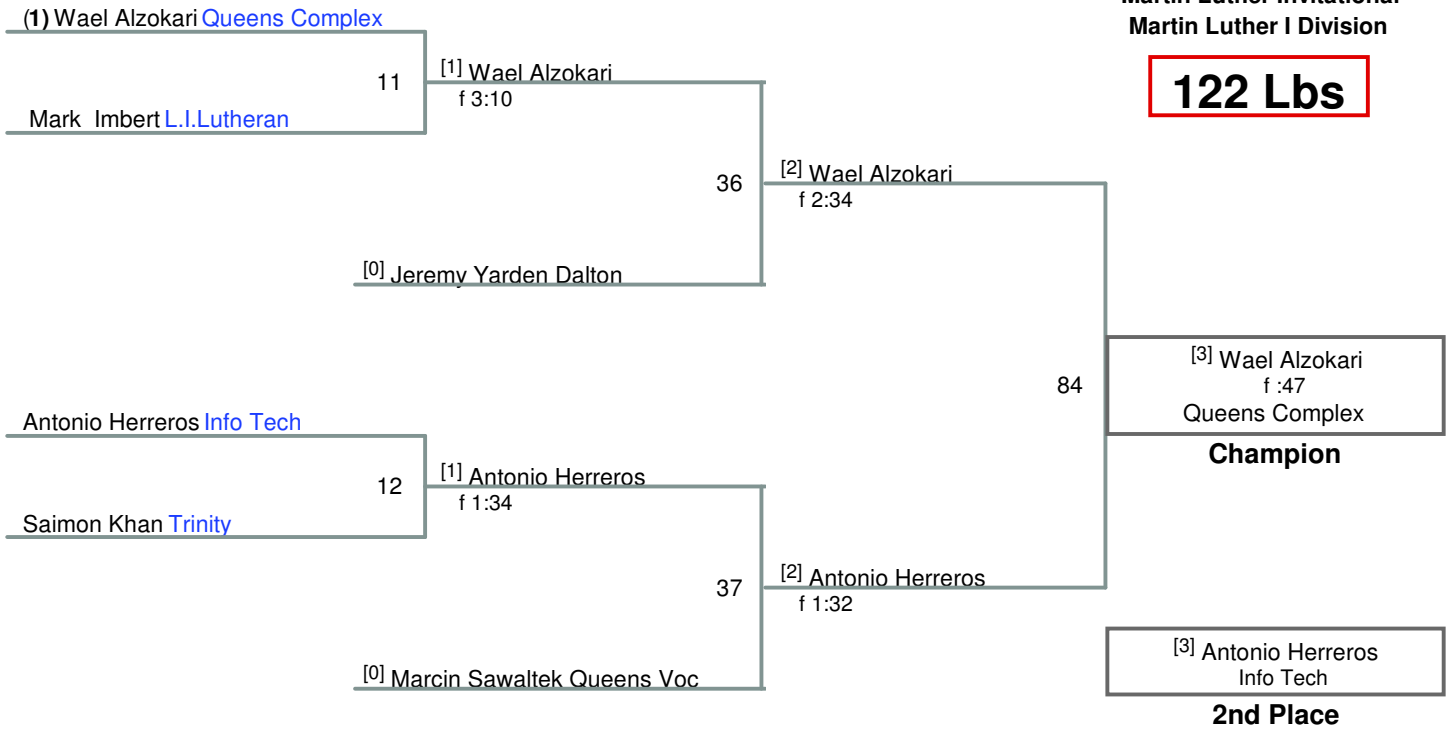 Martin Luther Invitational
Martin Luther I Division
122 Lbs
(1) Wael Alzokari Queens Complex
11
[1] Wael Alzokari
f 3:10
Mark Imbert L.I.Lutheran
36
[2] Wael Alzokari
f 2:34
[0] Jeremy Yarden Dalton
84
[3] Wael Alzokari
f :47
Queens Complex
Champion
Antonio Herreros Info Tech
12
[1] Antonio Herreros
f 1:34
Saimon Khan Trinity
37
[2] Antonio Herreros
f 1:32
[0] Marcin Sawaltek Queens Voc
[3] Antonio Herreros
Info Tech
2nd Place